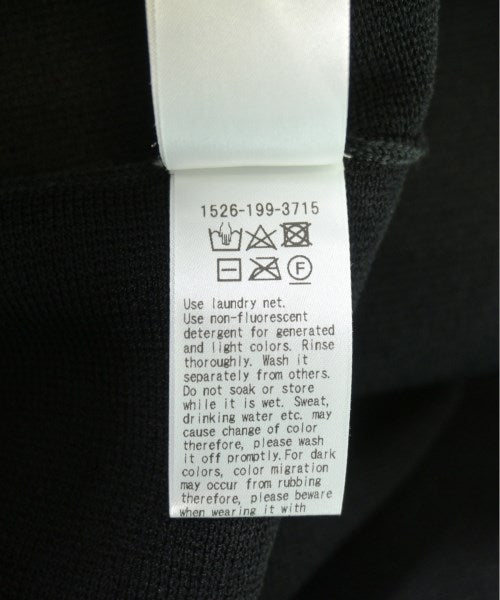 1526-199-3715
F
Use laundry net.
Use non-fluorescent
detergent for generated
and light colors. Rinse
thoroughly. Wash it
separately from others.
Do not soak or store
while it is wet. Sweat,
drinking water etc. may
cause change of color
therefore, please wash
it off promptly.For dark
colors, color migration
may occur from rubbing
therefore, please beware
when wearing it with